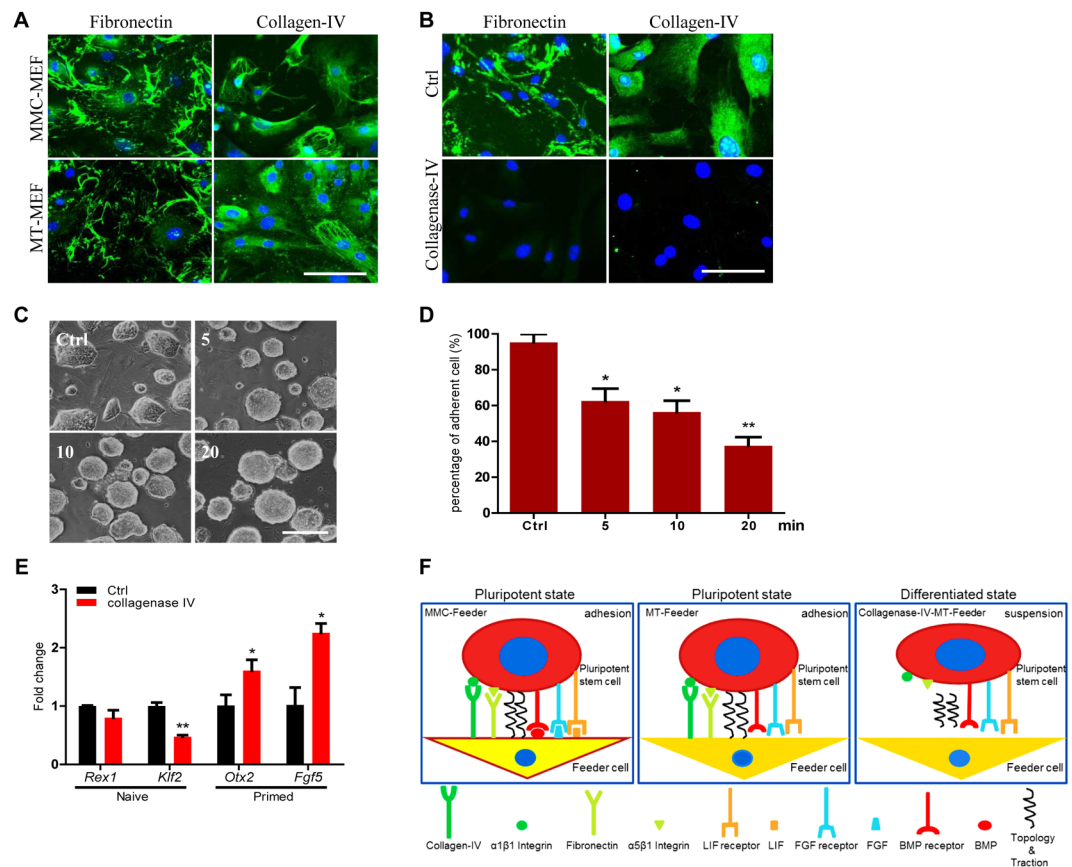 A
Fibronectin
Collagen-IV
MMC-MEF
MT-MEF
B
Fibronectin
Collagen-IV
Ctrl
Collagenase-IV
C
Ctrl
5
10
20
D
percentage of adherent cell (%)
100
80
60
40
20
0
*
*
**
Ctrl
5
10
20
min
E
Ctrl
collagenase IV
Fold change
3
2
1
0
**
*
*
Rex1
Klf2
Otx2
Fgf5
Naive
Primed
F
Pluripotent state
Pluripotent state
Differentiated state
MMC-Feeder
adhesion
Pluripotent
stem cell
Feeder cell
MT-Feeder
adhesion
Pluripotent
stem cell
Feeder cell
Collagenase-IV-MT-Feeder
suspension
Pluripotent
stem cell
Feeder cell
Collagen-IV
α1β1 Integrin
Fibronectin
α5β1 Integrin
LIF receptor
LIF
FGF receptor
FGF
BMP receptor
BMP
Topology
&
Traction